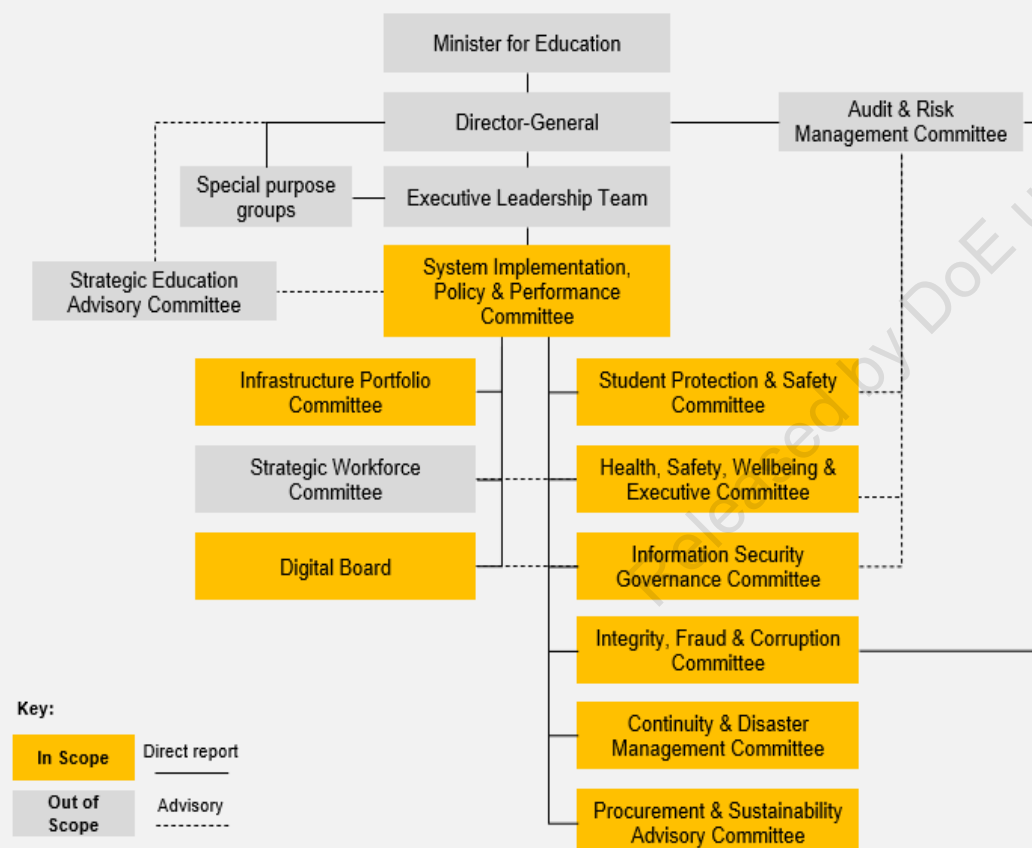 Minister for Education
Director-General
Audit & Risk
Management Committee
Special purpose
groups
Executive Leadership Team
Strategic Education
Advisory Committee
System Implementation,
Policy & Performance
Committee
Infrastructure Portfolio
Committee
Student Protection & Safety
Committee
Strategic Workforce
Committee
Health, Safety, Wellbeing &
Executive Committee
Digital Board
Information Security
Governance Committee
Integrity, Fraud & Corruption
Committee
Continuity & Disaster
Management Committee
Procurement & Sustainability
Advisory Committee
Key:
In Scope
Direct report
Out of
Scope
Advisory
Released by DoE